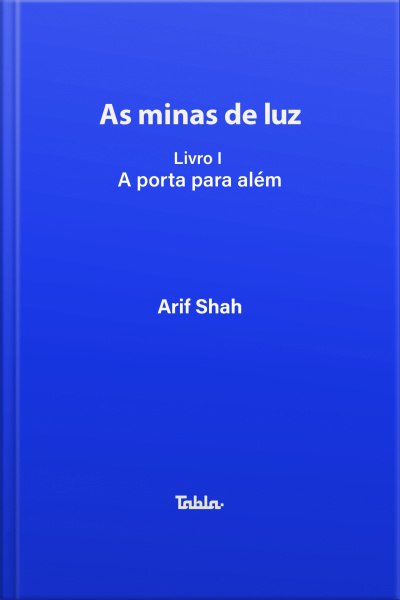 As minas de luz
Livro I
A porta para além
Arif Shah
Tabla.